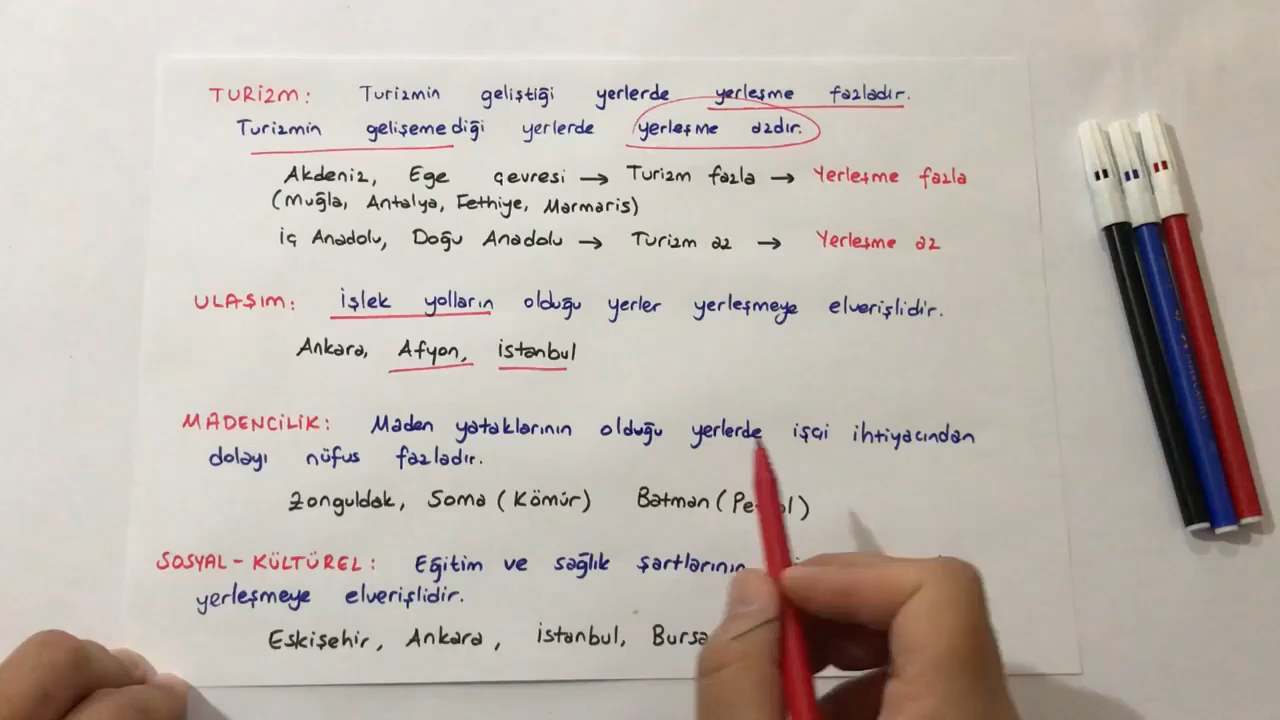 TURİZM: Turizmin geliştiği yerlerde yerleşme fazladır.
Turizmin gelişemediği yerlerde yerleşme azdır.
Akdeniz, Ege çevresi → Turizm fazla → Yerleşme fazla
(Muğla, Antalya, Fethiye, Marmaris)
İç Anadolu, Doğu Anadolu → Turizm az → Yerleşme az
ULAŞIM: İşlek yolların olduğu yerler yerleşmeye elverişlidir.
Ankara, Afyon, İstanbul
MADENCİLİK: Maden yataklarının olduğu yerlerde işçi ihtiyacından
dolayı nüfus fazladır.
Zonguldak, Soma (Kömür) Batman (
SOSYAL-KÜLTÜREL: Eğitim ve sağlık şartlarının
yerleşmeye elverişlidir.
Eskişehir, Ankara, İstanbul, Bursa